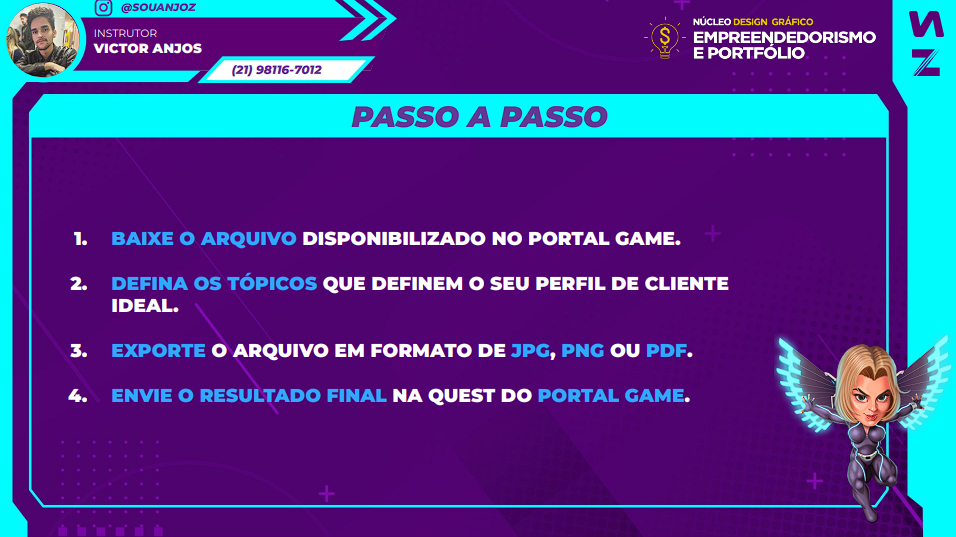 @SOUANJOZ
INSTRUTOR
VICTOR ANJOS
(21) 98116-7012
NÚCLEO DESIGN GRÁFICO
EMPREENDEDORISMO
E PORTFÓLIO
PASSO A PASSO
1. BAIXE O ARQUIVO DISPONIBILIZADO NO PORTAL GAME.
2. DEFINA OS TÓPICOS QUE DEFINEM O SEU PERFIL DE CLIENTE
IDEAL.
3. EXPORTE O ARQUIVO EM FORMATO DE JPG, PNG OU PDF.
4. ENVIE O RESULTADO FINAL NA QUEST DO PORTAL GAME.